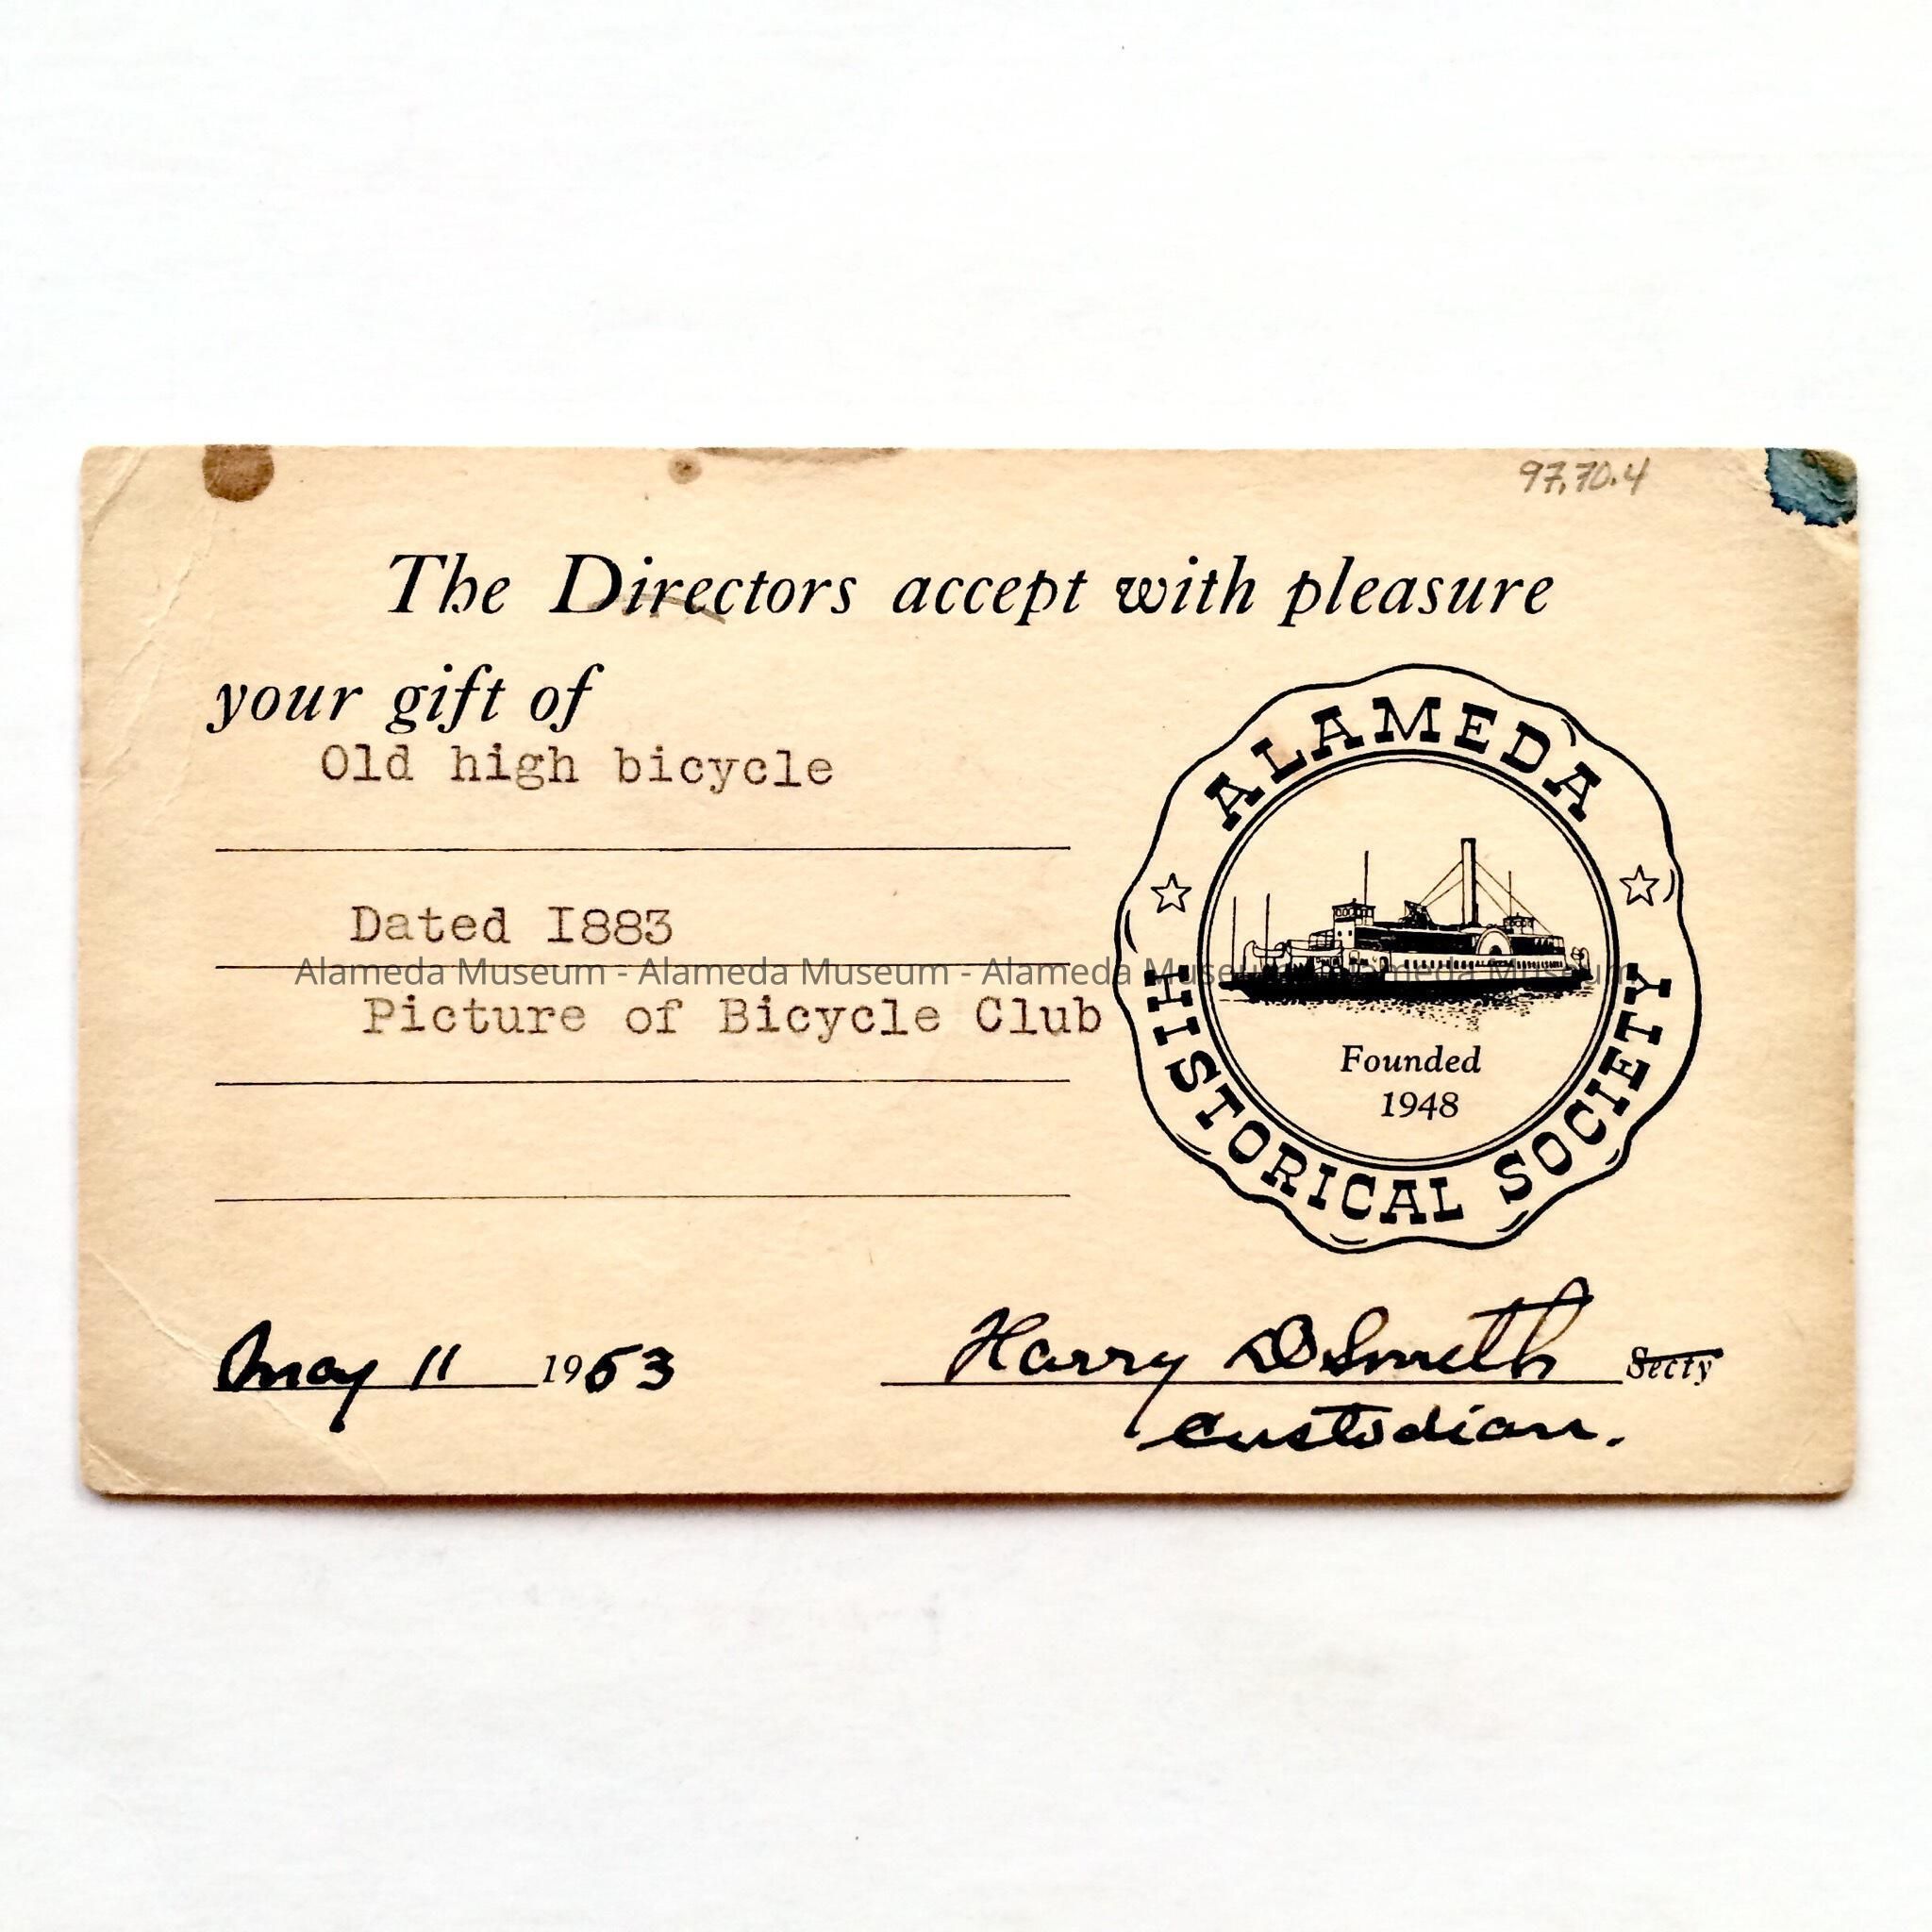 97.70.4
The Directors accept with pleasure
your gift of
Old high bicycle
Dated I883
Picture of Bicycle Club
ALAMEDA
HISTORICAL SOCIETY
Founded
1948
Alameda Museum - Alameda Museum - Alameda Museum - Alameda Museum
May 11 1953
Harry D Smith Secty
Custodian.